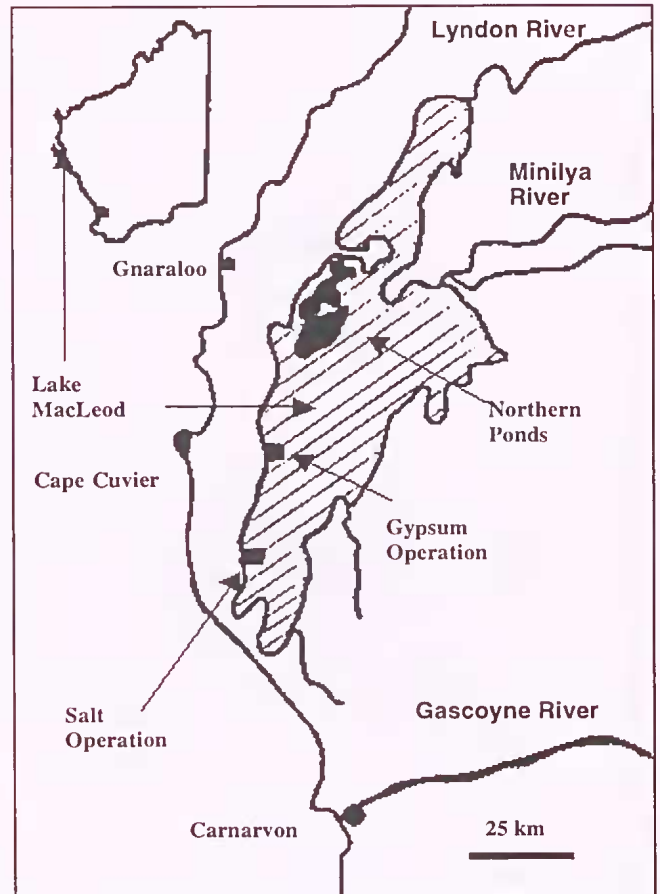 Lyndon River
Minilya
River
Gnaraloo
Lake
MacLeod
Northern
Ponds
Cape Cuvier
Gypsum
Operation
Salt
Operation
Gascoyne River
Carnarvon
25 km